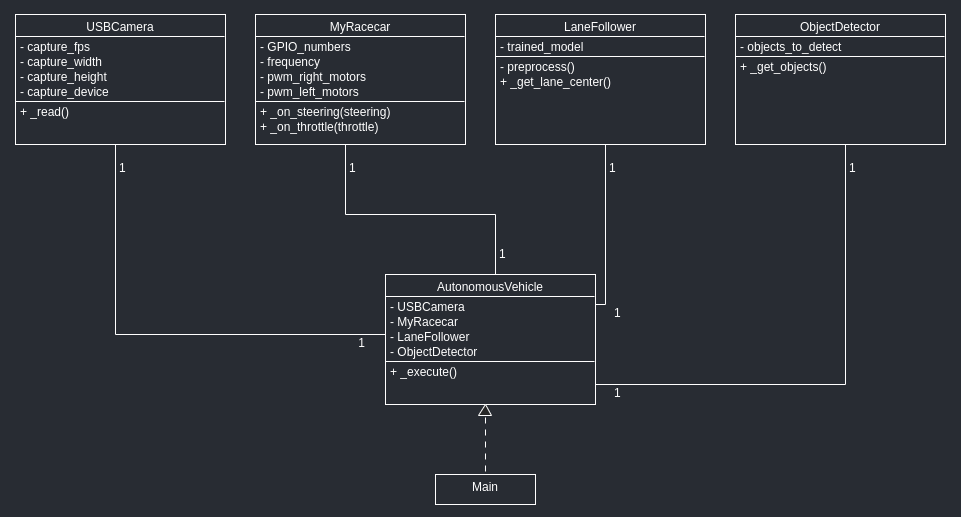 USBCamera
- capture_fps
- capture_width
- capture_height
- capture_device
+ _read()
MyRacecar
- GPIO_numbers
- frequency
- pwm_right_motors
- pwm_left_motors
+ _on_steering(steering)
+ _on_throttle(throttle)
LaneFollower
- trained_model
- preprocess()
+ _get_lane_center()
ObjectDetector
- objects_to_detect
+ _get_objects()
1
1
1
1
1
AutonomousVehicle
- USBCamera
- MyRacecar
- LaneFollower
- ObjectDetector
+ _execute()
1
1
1
Main